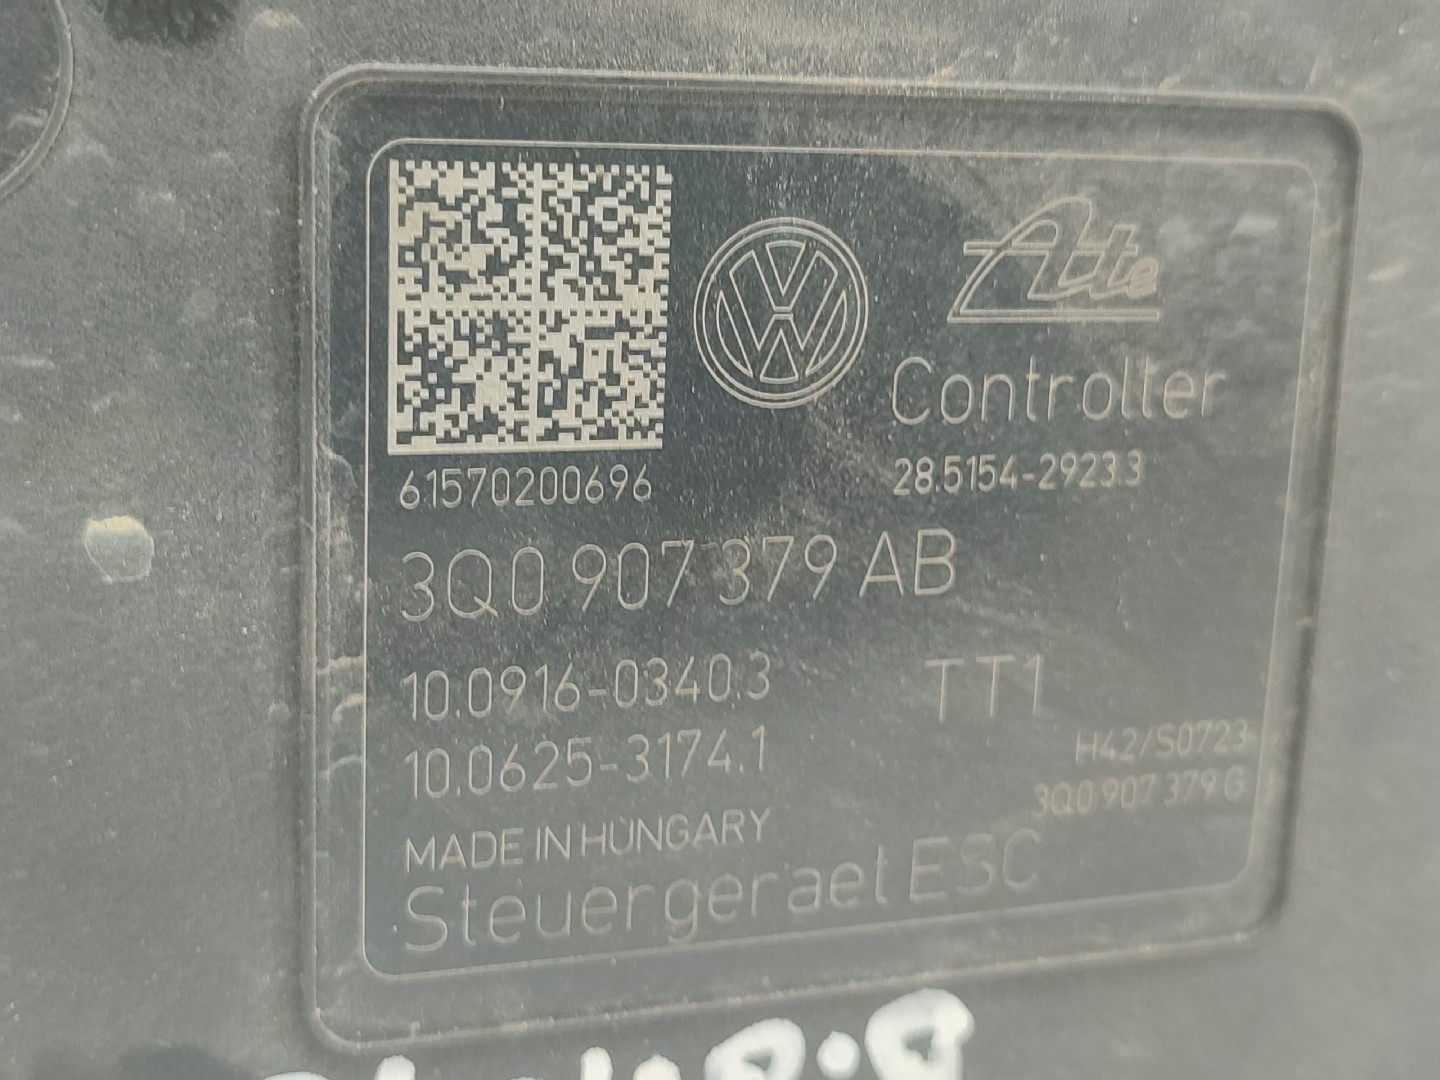 Ate
Controller
61570200696
28.5154-2923.3
3Q0 907 379 AB
10.0916-0340.3
TT1
10.0625-3174.1
H42/S0723
3Q0 907 379 G
MADE IN HUNGARY
Steuergeraet ESC